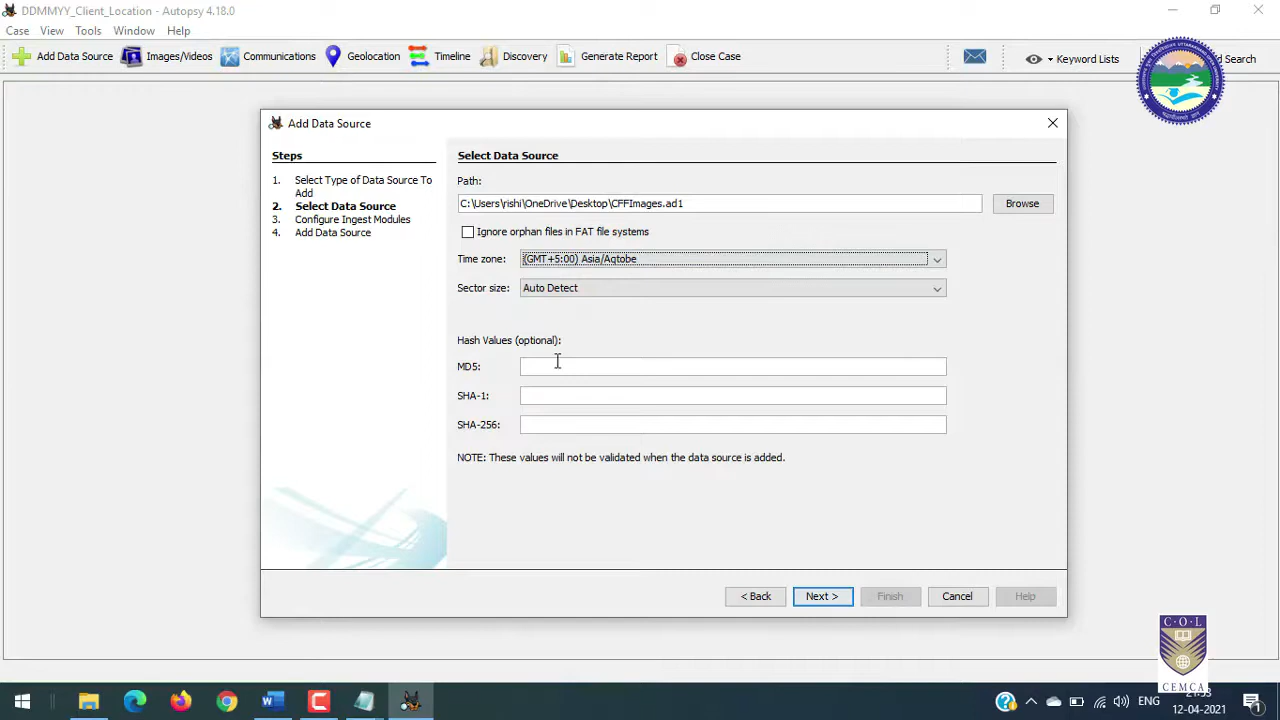 DDMMYY_Client_Location - Autopsy 4.18.0
Case View Tools Window Help
Add Data Source Images/Videos Communications Geolocation Timeline Discovery Generate Report Close Case Keyword Lists Search
Add Data Source
Steps
1. Select Type of Data Source To
Add
2. Select Data Source
3. Configure Ingest Modules
4. Add Data Source
Select Data Source
Path:
C:\Users\rishi\OneDrive\Desktop\CFFImages.ad1 Browse
Ignore orphan files in FAT file systems
Time zone: (GMT+5:00) Asia/Aqtobe
Sector size: Auto Detect
Hash Values (optional):
MD5:
SHA-1:
SHA-256:
NOTE: These values will not be validated when the data source is added.
< Back Next > Finish Cancel Help
C·O·L
CEMCA
ENG
12-04-2021